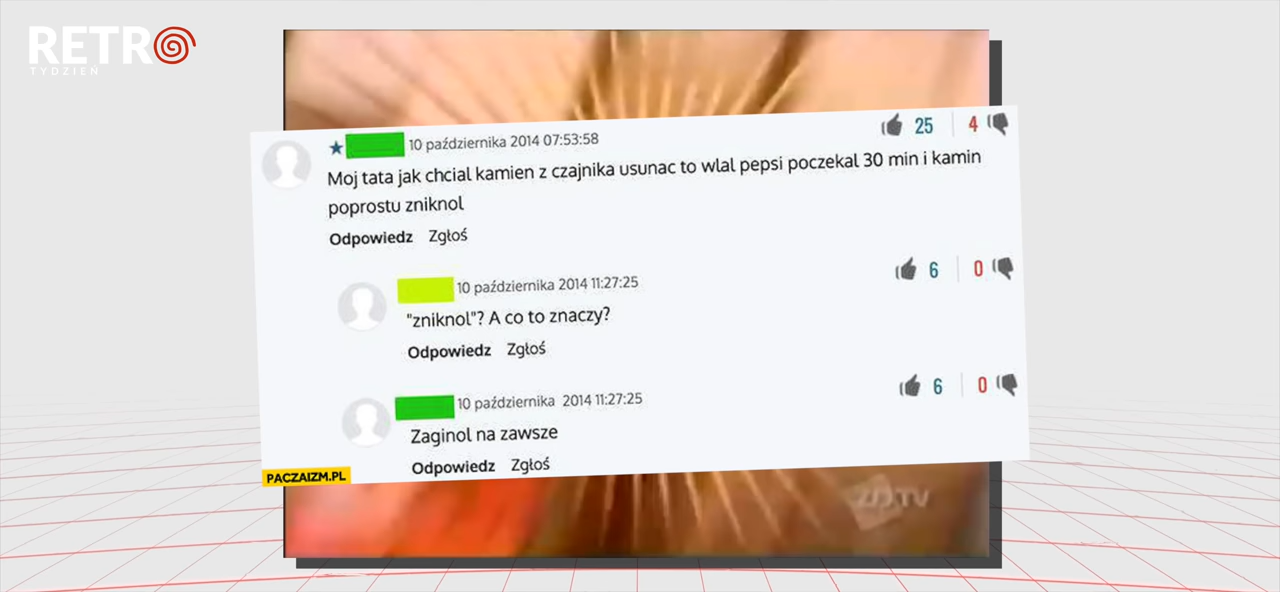 RETRO
TYDZIEŃ
10 października 2014 07:53:58
25 4
Moj tata jak chcial kamien z czajnika usunac to wlal pepsi poczekal 30 min i kamin
poprostu zniknol
Odpowiedz Zgłoś
10 października 2014 11:27:25
6 0
"zniknol"? A co to znaczy?
Odpowiedz Zgłoś
10 października 2014 11:27:25
6 0
Zaginol na zawsze
Odpowiedz Zgłoś
PACZAIZM.PL